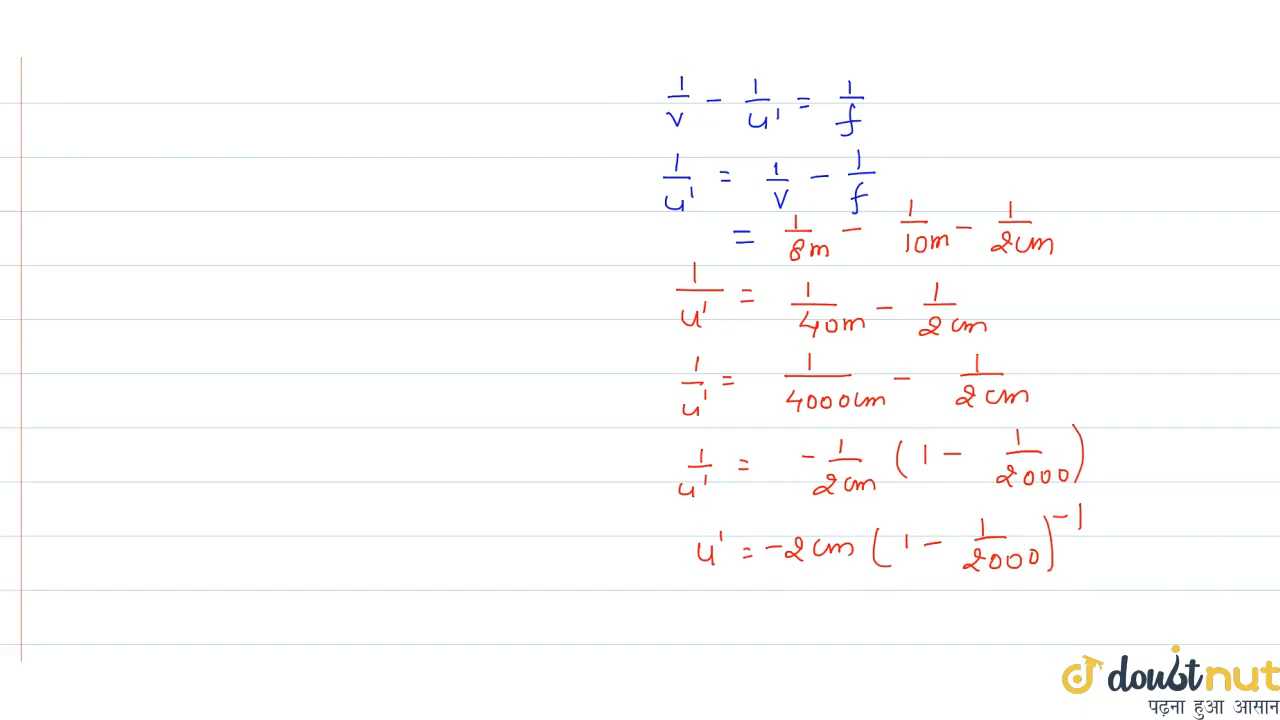 1/v - 1/u' = 1/f
1/u' = 1/v - 1/f
= 1/8m - 1/10m - 1/2cm
1/u' = 1/40m - 1/2cm
1/u' = 1/4000cm - 1/2cm
1/u' = -1/2cm (1 - 1/2000)
u' = -2cm (1 - 1/2000)^-1
doubtnut
पढ़ना हुआ आसान